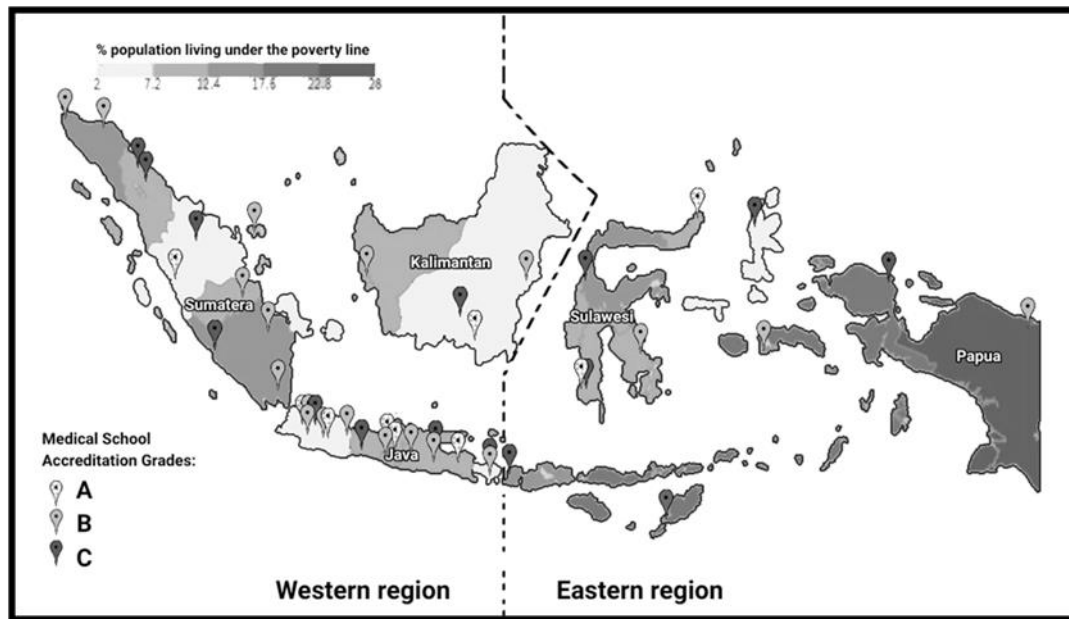 % population living under the poverty line
2 7.2 12.4 17.6 22.8 28
Kalimantan
Sumatera
Sulawesi
Papua
Java
Medical School
Accreditation Grades:
A
B
C
Western region
Eastern region